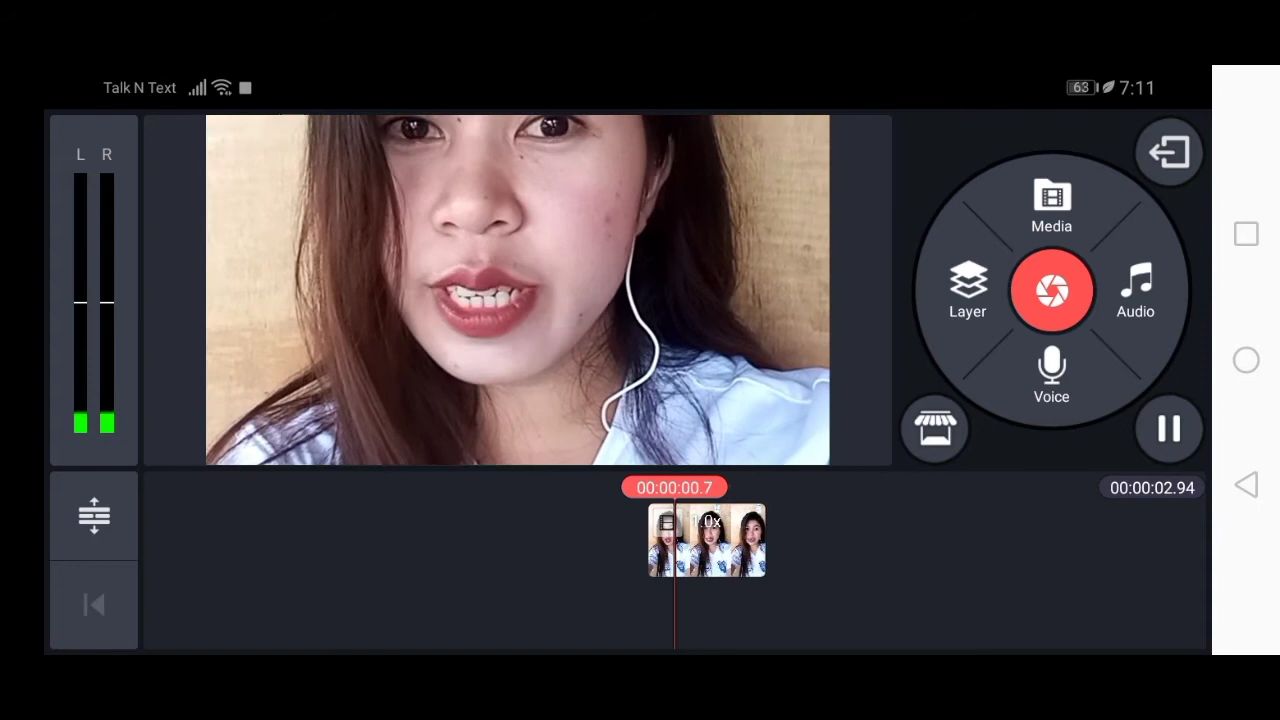 Talk N Text
63 7:11
L R
Media
Layer
Audio
Voice
00:00:00.7
00:00:02.94
1.0x